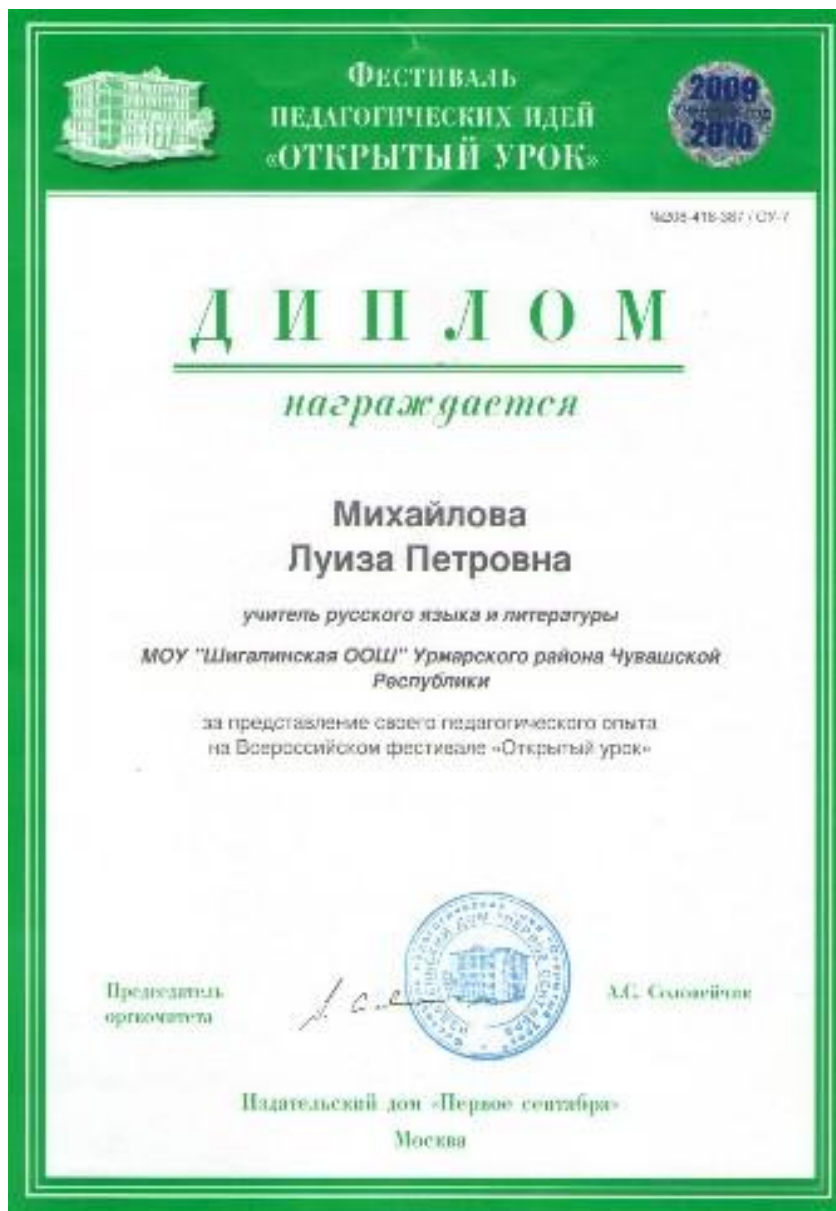 Фестиваль
педагогических идей
«ОТКРЫТЫЙ УРОК»
2009
2010
ДИПЛОМ
награждается
Михайлова
Луиза Петровна
учитель русского языка и литературы
МОУ "Шигалинская ООШ" Урмарского района Чувашской
Республики
за представление своего педагогического опыта
на Всероссийском фестивале «Открытый урок»
Председатель
оргкомитета
А.С. Соловейчик
Издательский дом «Первое сентября»
Москва